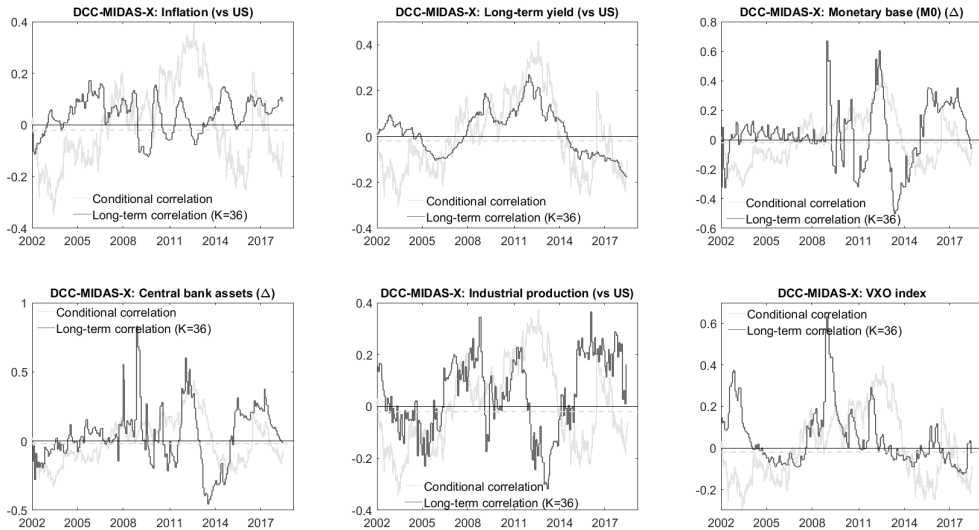 DCC-MIDAS-X: Inflation (vs US)
0.4
0.2
0
-0.2
-0.4
Conditional correlation
Long-term correlation (K=36)
2002 2005 2008 2011 2014 2017
DCC-MIDAS-X: Long-term yield (vs US)
0.4
0.2
0
-0.2
-0.4
Conditional correlation
Long-term correlation (K=36)
2002 2005 2008 2011 2014 2017
DCC-MIDAS-X: Monetary base (M0) (Δ)
0.8
0.6
0.4
0.2
0
-0.2
-0.4
-0.6
Conditional correlation
Long-term correlation (K=36)
2002 2005 2008 2011 2014 2017
DCC-MIDAS-X: Central bank assets (Δ)
1
Conditional correlation
Long-term correlation (K=36)
0.5
0
-0.5
2002 2005 2008 2011 2014 2017
DCC-MIDAS-X: Industrial production (vs US)
0.4
0.2
0
-0.2
-0.4
Conditional correlation
Long-term correlation (K=36)
2002 2005 2008 2011 2014 2017
DCC-MIDAS-X: VXO index
Conditional correlation
Long-term correlation (K=36)
0.6
0.4
0.2
0
-0.2
2002 2005 2008 2011 2014 2017